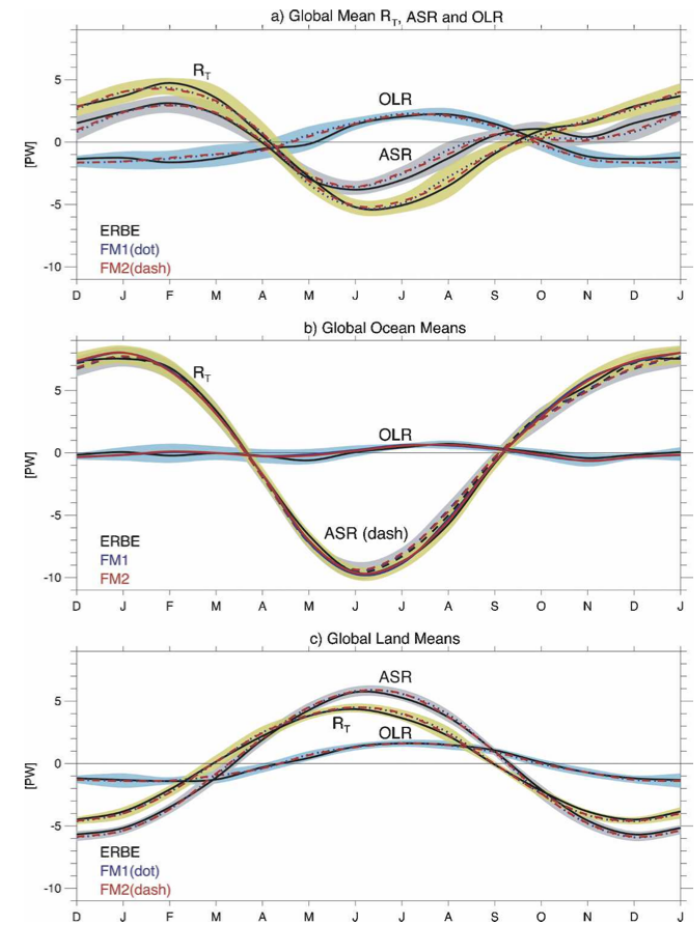 a) Global Mean R_T, ASR and OLR
5
0
-5
-10
[PW]
R_T
OLR
ASR
ERBE
FM1(dot)
FM2(dash)
D J F M A M J J A S O N D J
b) Global Ocean Means
5
0
-5
-10
[PW]
R_T
OLR
ASR (dash)
ERBE
FM1
FM2
D J F M A M J J A S O N D J
c) Global Land Means
5
0
-5
-10
[PW]
ASR
R_T
OLR
ERBE
FM1(dot)
FM2(dash)
D J F M A M J J A S O N D J